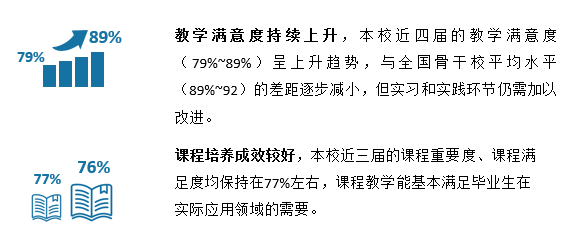 89%
79%
教学满意度持续上升，本校近四届的教学满意度
（79%~89%）呈上升趋势，与全国骨干校平均水平
（89%~92）的差距逐步减小，但实习和实践环节仍需加以
改进。
77%
76%
课程培养成效较好，本校近三届的课程重要度、课程满
足度均保持在77%左右，课程教学能基本满足毕业生在
实际应用领域的需要。